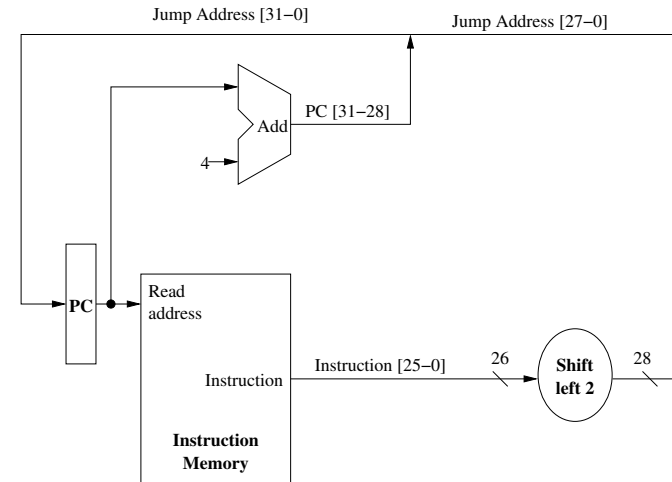 Jump Address [31−0]
Jump Address [27−0]
PC [31−28]
Add
4
PC
Read
address
Instruction [25−0]
26
Shift
left 2
28
Instruction
Instruction
Memory